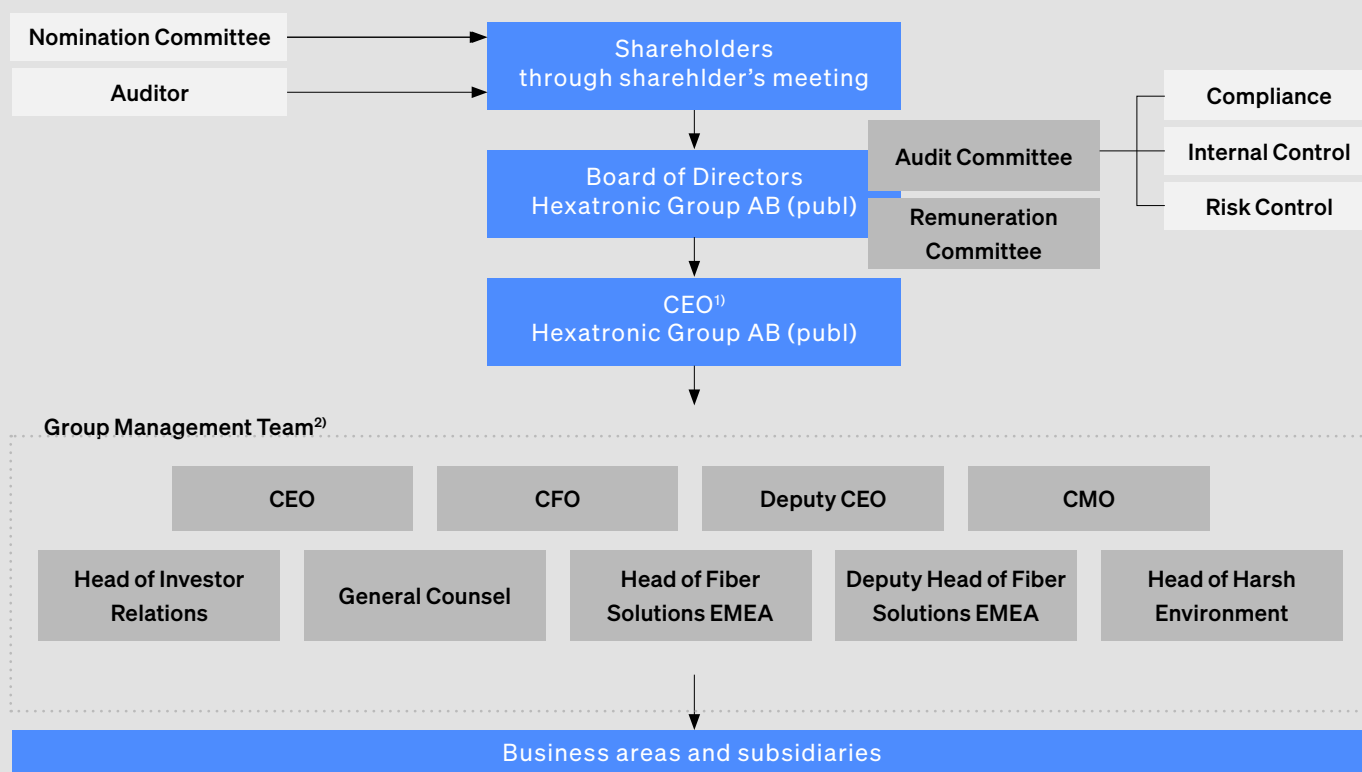 Nomination Committee
Auditor
Shareholders
through sharehlder’s meeting
Board of Directors
Hexatronic Group AB (publ)
Audit Committee
Remuneration
Committee
Compliance
Internal Control
Risk Control
CEO¹⁾
Hexatronic Group AB (publ)
Group Management Team²⁾
CEO
CFO
Deputy CEO
CMO
Head of Investor
Relations
General Counsel
Head of Fiber
Solutions EMEA
Deputy Head of Fiber
Solutions EMEA
Head of Harsh
Environment
Business areas and subsidiaries